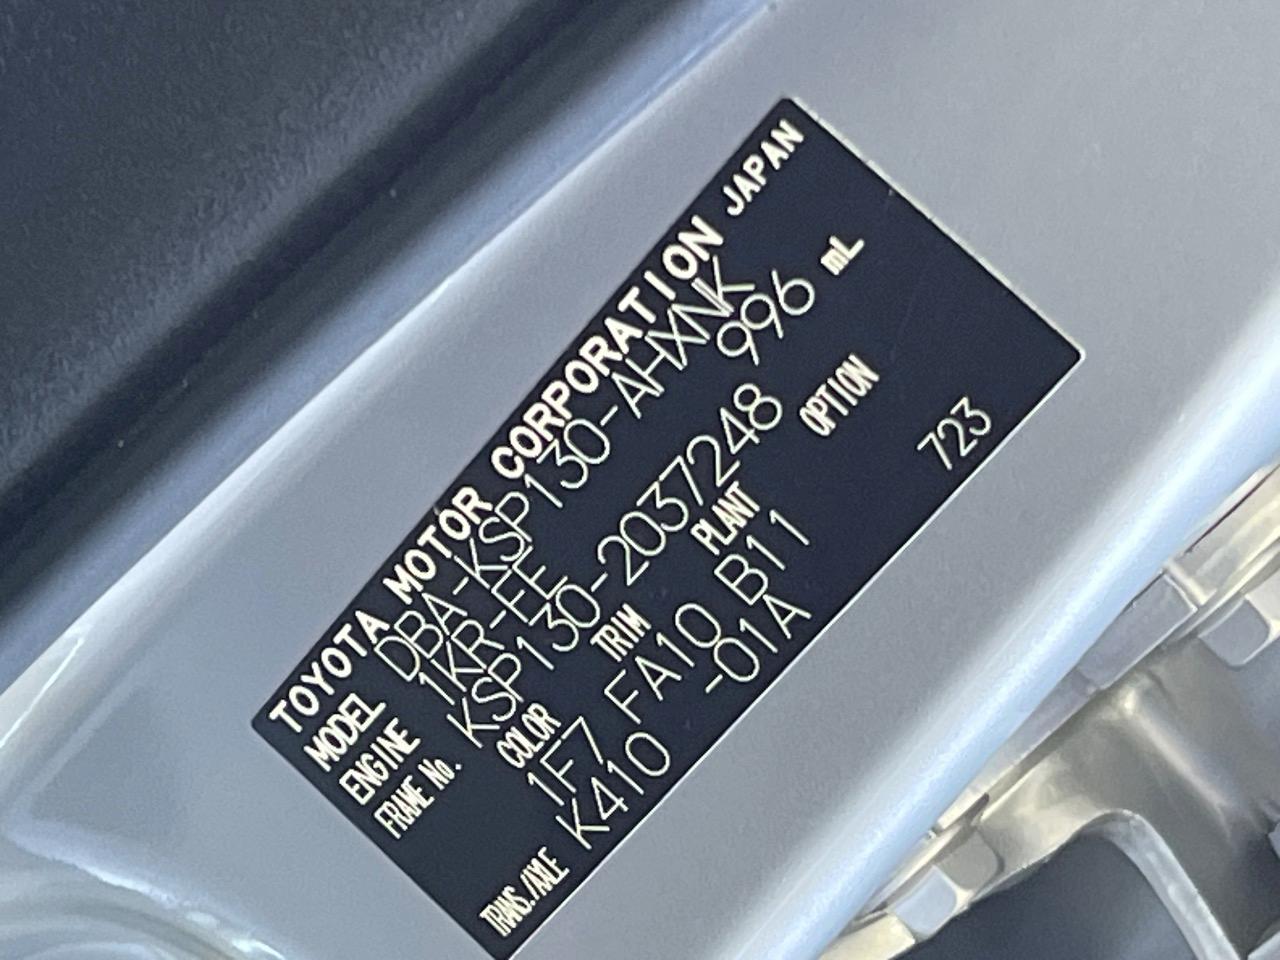 TOYOTA MOTOR CORPORATION JAPAN
MODEL DBA-KSP130-AHXNK
ENGINE 1KR-FE 996 mL
FRAME No. KSP130-2037248
COLOR TRIM PLANT OPTION
1F7 FA10 B11 723
TRANS./AXLE K410 -01A